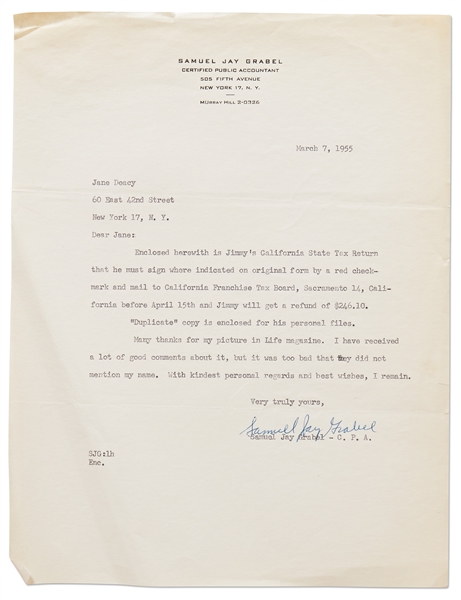 SAMUEL JAY GRABEL
CERTIFIED PUBLIC ACCOUNTANT
505 FIFTH AVENUE
NEW YORK 17, N. Y.
MURRAY HILL 2-0326
March 7, 1955
Jane Deacy
60 East 42nd Street
New York 17, N. Y.
Dear Jane:
Enclosed herewith is Jimmy's California State Tax Return
that he must sign where indicated on original form by a red check-
mark and mail to California Franchise Tax Board, Sacramento 14, Cali-
fornia before April 15th and Jimmy will get a refund of $246.10.
"Duplicate" copy is enclosed for his personal files.
Many thanks for my picture in Life magazine. I have received
a lot of good comments about it, but it was too bad that they did not
mention my name. With kindest personal regards and best wishes, I remain.
Very truly yours,
Samuel Jay Grabel
Samuel Jay Grabel - C. P. A.
SJG:lh
Enc.